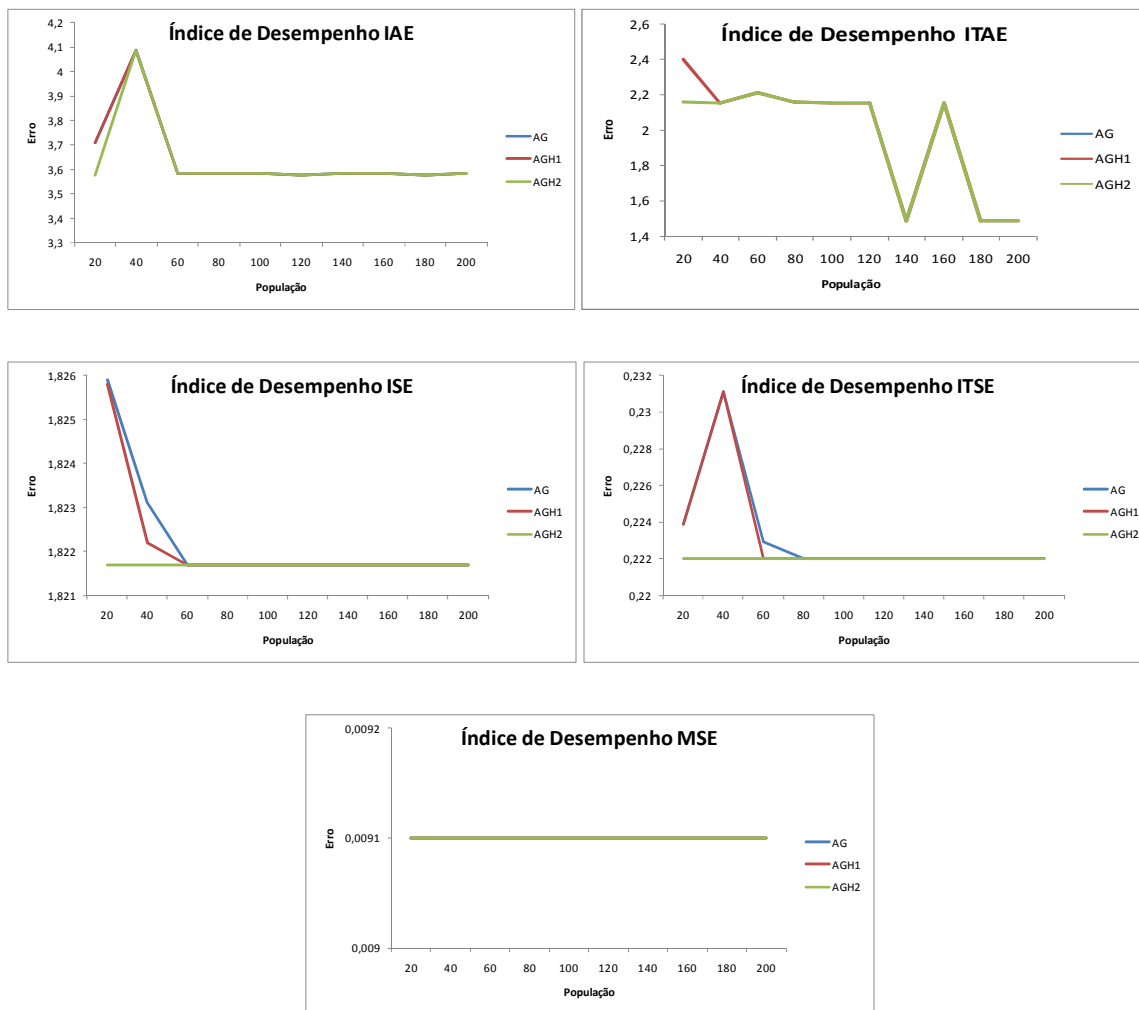 Índice de Desempenho IAE
4,2
4,1
4
3,9
3,8
3,7
3,6
3,5
3,4
3,3
Erro
20 40 60 80 100 120 140 160 180 200
População
AG
AGH1
AGH2
Índice de Desempenho ITAE
2,6
2,4
2,2
2
1,8
1,6
1,4
Erro
20 40 60 80 100 120 140 160 180 200
População
AG
AGH1
AGH2
Índice de Desempenho ISE
1,826
1,825
1,824
1,823
1,822
1,821
Erro
20 40 60 80 100 120 140 160 180 200
População
AG
AGH1
AGH2
Índice de Desempenho ITSE
0,232
0,23
0,228
0,226
0,224
0,222
0,22
Erro
20 40 60 80 100 120 140 160 180 200
População
AG
AGH1
AGH2
Índice de Desempenho MSE
0,0092
0,0091
0,009
Erro
20 40 60 80 100 120 140 160 180 200
População
AG
AGH1
AGH2